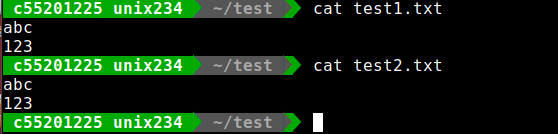 c55201225 unix234 ~/test cat test1.txt
abc
123
c55201225 unix234 ~/test cat test2.txt
abc
123
c55201225 unix234 ~/test